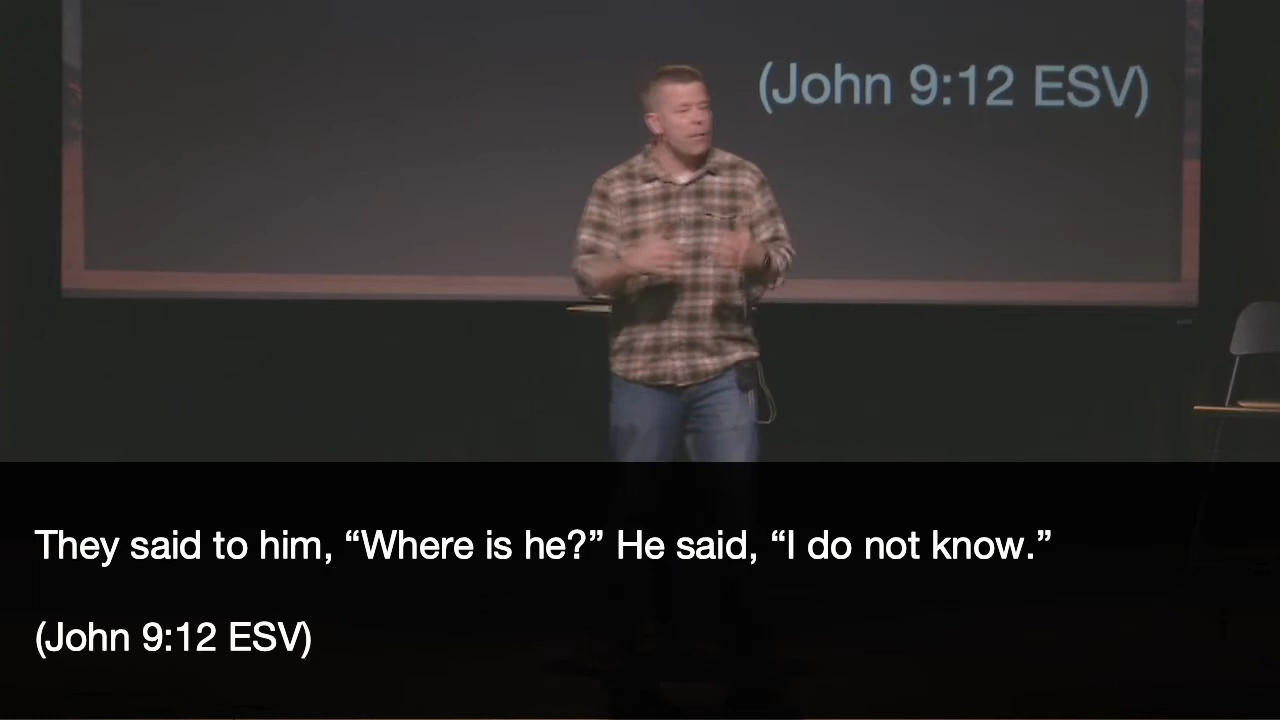 (John 9:12 ESV)
They said to him, “Where is he?” He said, “I do not know.”
(John 9:12 ESV)